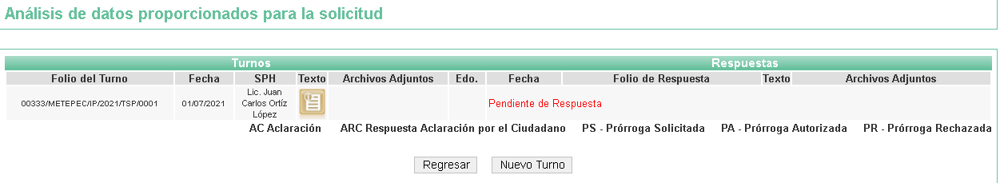 Análisis de datos proporcionados para la solicitud
Turnos Respuestas
Folio del Turno Fecha SPH Texto Archivos Adjuntos Edo. Fecha Folio de Respuesta Texto Archivos Adjuntos
00333/METEPEC/IP/2021/TSP/0001 01/07/2021 Lic. Juan Carlos Ortíz López Pendiente de Respuesta
AC Aclaración ARC Respuesta Aclaración por el Ciudadano PS - Prórroga Solicitada PA - Prórroga Autorizada PR - Prórroga Rechazada
Regresar Nuevo Turno